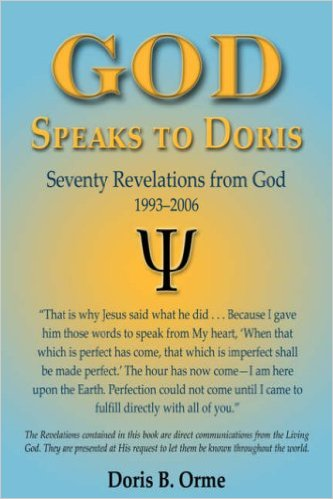 GOD
SPEAKS TO DORIS
Seventy Revelations from God
1993–2006
Ψ
“That is why Jesus said what he did . . . Because I gave
him those words to speak from My heart, ‘When that
which is perfect has come, that which is imperfect shall
be made perfect.’ The hour has now come—I am here
upon the Earth. Perfection could not come until I came to
fulfill directly with all of you.”
The Revelations contained in this book are direct communications from the Living
God. They are presented at His request to let them be known throughout the world.
Doris B. Orme